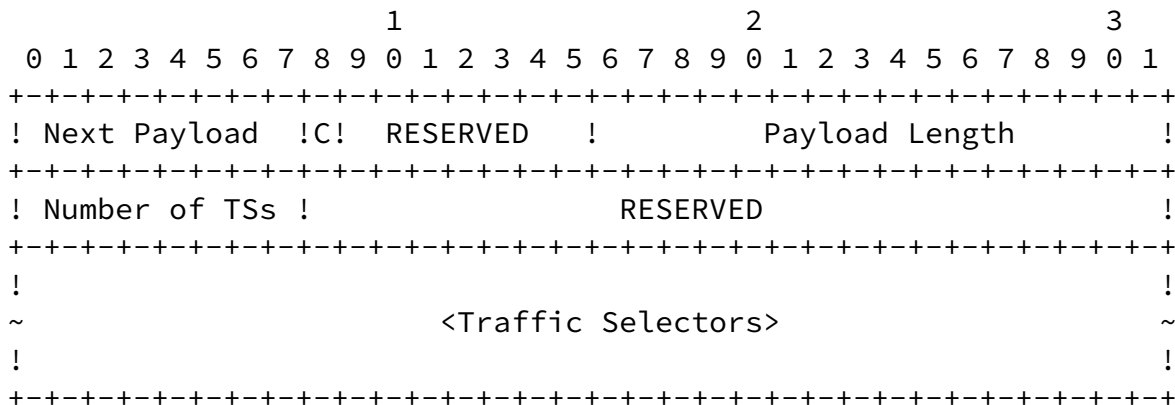 1                   2                   3
 0 1 2 3 4 5 6 7 8 9 0 1 2 3 4 5 6 7 8 9 0 1 2 3 4 5 6 7 8 9 0 1
+-+-+-+-+-+-+-+-+-+-+-+-+-+-+-+-+-+-+-+-+-+-+-+-+-+-+-+-+-+-+-+-+
! Next Payload  !C!  RESERVED   !         Payload Length        !
+-+-+-+-+-+-+-+-+-+-+-+-+-+-+-+-+-+-+-+-+-+-+-+-+-+-+-+-+-+-+-+-+
! Number of TSs !                 RESERVED                      !
+-+-+-+-+-+-+-+-+-+-+-+-+-+-+-+-+-+-+-+-+-+-+-+-+-+-+-+-+-+-+-+-+
!                                                               !
~                       <Traffic Selectors>                     ~
!                                                               !
+-+-+-+-+-+-+-+-+-+-+-+-+-+-+-+-+-+-+-+-+-+-+-+-+-+-+-+-+-+-+-+-+